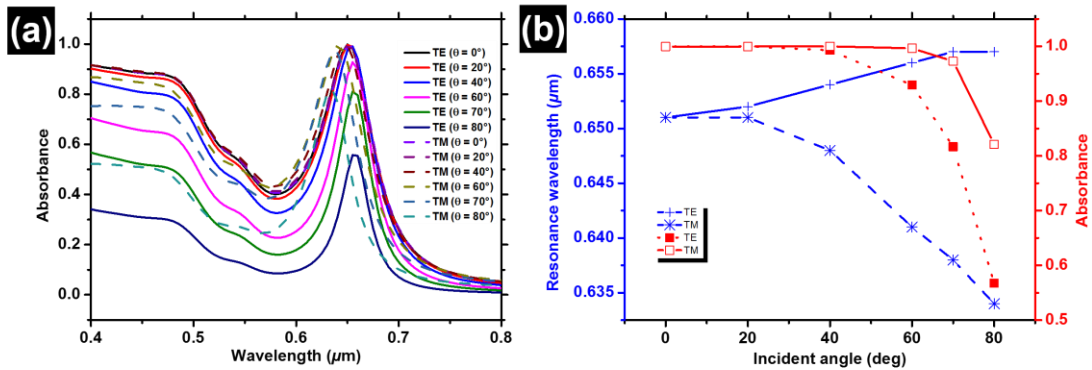 (a)
1.0
0.8
0.6
0.4
0.2
0.0
Absorbance
0.4
0.5
0.6
0.7
0.8
Wavelength (µm)
TE (θ = 0°)
TE (θ = 20°)
TE (θ = 40°)
TE (θ = 60°)
TE (θ = 70°)
TE (θ = 80°)
TM (θ = 0°)
TM (θ = 20°)
TM (θ = 40°)
TM (θ = 60°)
TM (θ = 70°)
TM (θ = 80°)
(b)
0.660
0.655
0.650
0.645
0.640
0.635
Resonance wavelength (µm)
TE
TM
TE
TM
0
20
40
60
70
80
Incident angle (deg)
1.0
0.9
0.8
0.7
0.6
0.5
Absorbance